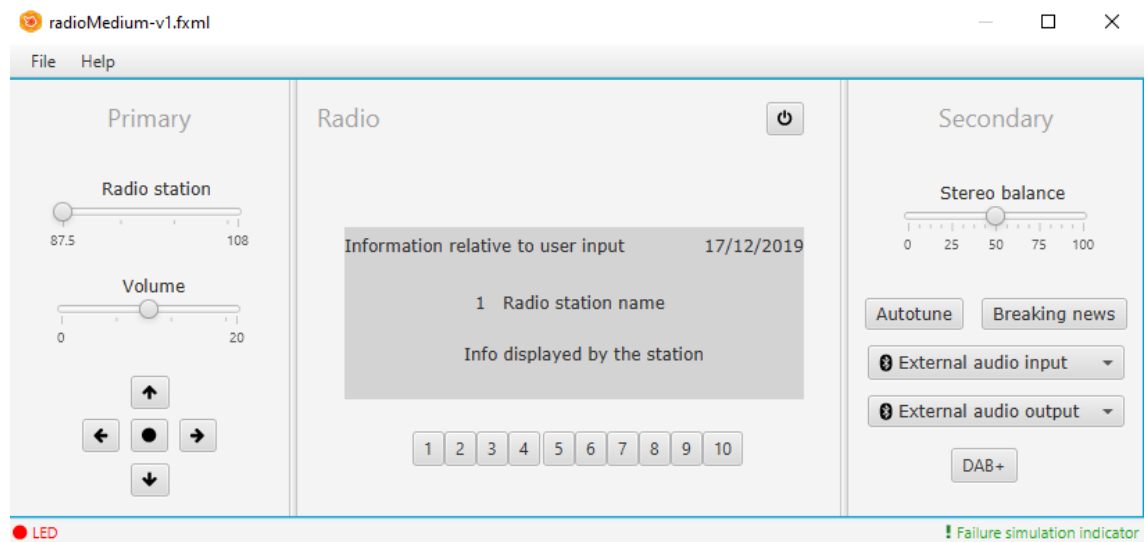 radioMedium-v1.fxml
File Help
Primary
Radio station
87.5 108
Volume
0 20
Radio
Information relative to user input 17/12/2019
1 Radio station name
Info displayed by the station
1 2 3 4 5 6 7 8 9 10
Secondary
Stereo balance
0 25 50 75 100
Autotune Breaking news
External audio input
External audio output
DAB+
LED
! Failure simulation indicator